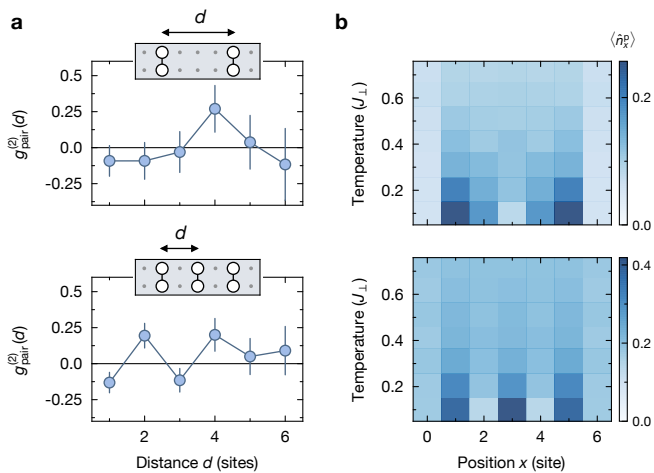 a
d
0.5
0.25
0.0
-0.25
g(2)pair(d)
d
0.5
0.25
0.0
-0.25
g(2)pair(d)
2 4 6
Distance d (sites)
b
⟨n̂ᵖₓ⟩
0.6
0.4
0.2
Temperature (J⊥)
0.2
0.0
0.6
0.4
0.2
Temperature (J⊥)
0.4
0.2
0.0
0 2 4 6
Position x (site)